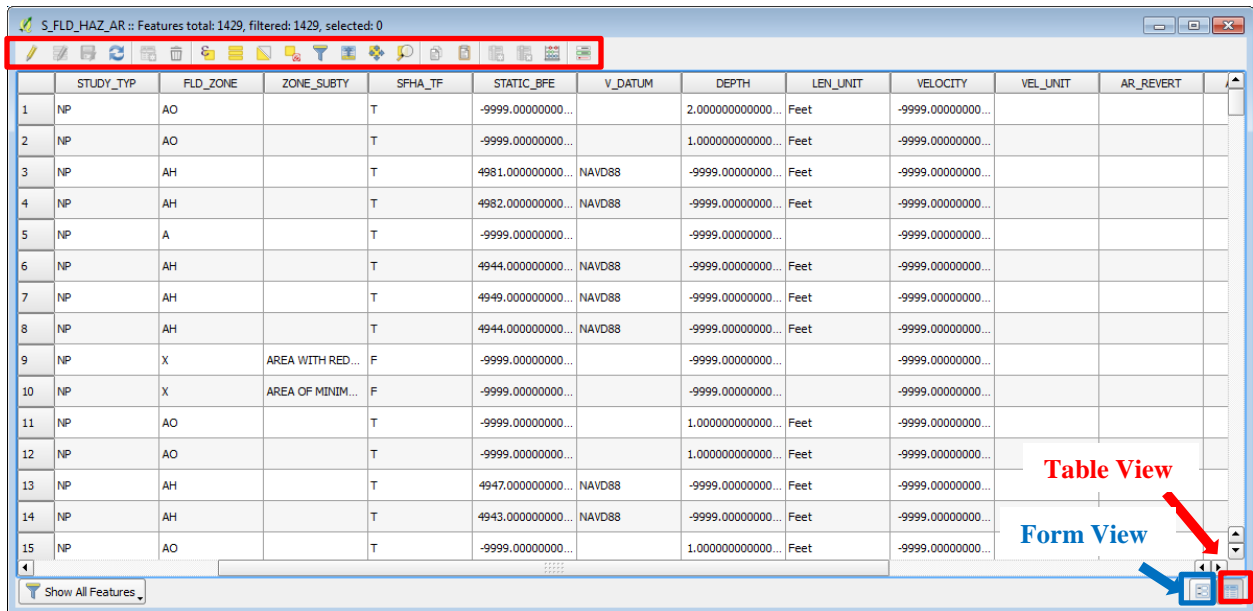 S_FLD_HAZ_AR :: Features total: 1429, filtered: 1429, selected: 0
STUDY_TYP FLD_ZONE ZONE_SUBTY SFHA_TF STATIC_BFE V_DATUM DEPTH LEN_UNIT VELOCITY VEL_UNIT AR_REVERT
1 NP AO T -9999.00000000... 2.000000000000... Feet -9999.00000000...
2 NP AO T -9999.00000000... 1.000000000000... Feet -9999.00000000...
3 NP AH T 4981.000000000... NAVD88 -9999.00000000... Feet -9999.00000000...
4 NP AH T 4982.000000000... NAVD88 -9999.00000000... Feet -9999.00000000...
5 NP A T -9999.00000000... -9999.00000000... -9999.00000000...
6 NP AH T 4944.000000000... NAVD88 -9999.00000000... Feet -9999.00000000...
7 NP AH T 4949.000000000... NAVD88 -9999.00000000... Feet -9999.00000000...
8 NP AH T 4944.000000000... NAVD88 -9999.00000000... Feet -9999.00000000...
9 NP X AREA WITH RED... F -9999.00000000... -9999.00000000... -9999.00000000...
10 NP X AREA OF MINIM... F -9999.00000000... -9999.00000000... -9999.00000000...
11 NP AO T -9999.00000000... 1.000000000000... Feet -9999.00000000...
12 NP AO T -9999.00000000... 1.000000000000... Feet -9999.00000000...
13 NP AH T 4947.000000000... NAVD88 -9999.00000000... Feet -9999.00000000...
Table View
14 NP AH T 4943.000000000... NAVD88 -9999.00000000... Feet -9999.00000000...
Form View
15 NP AO T -9999.00000000... 1.000000000000... Feet -9999.00000000...
Show All Features